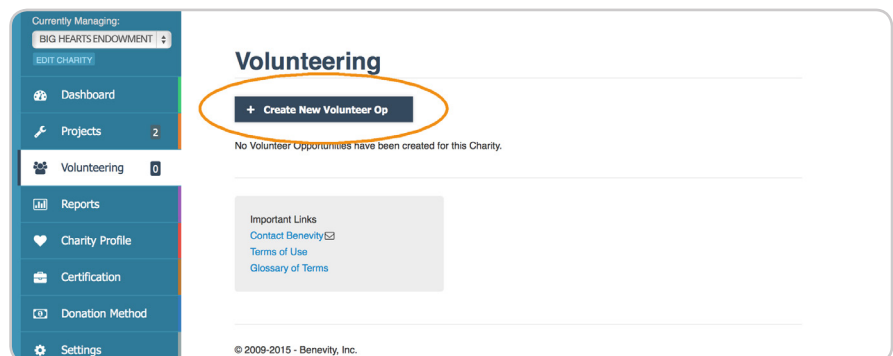 Currently Managing:
BIG HEARTS ENDOWMENT
EDIT CHARITY
Dashboard
Projects 2
Volunteering 0
Reports
Charity Profile
Certification
Donation Method
Settings
Volunteering
+ Create New Volunteer Op
No Volunteer Opportunities have been created for this Charity.
Important Links
Contact Benevity
Terms of Use
Glossary of Terms
© 2009-2015 - Benevity, Inc.